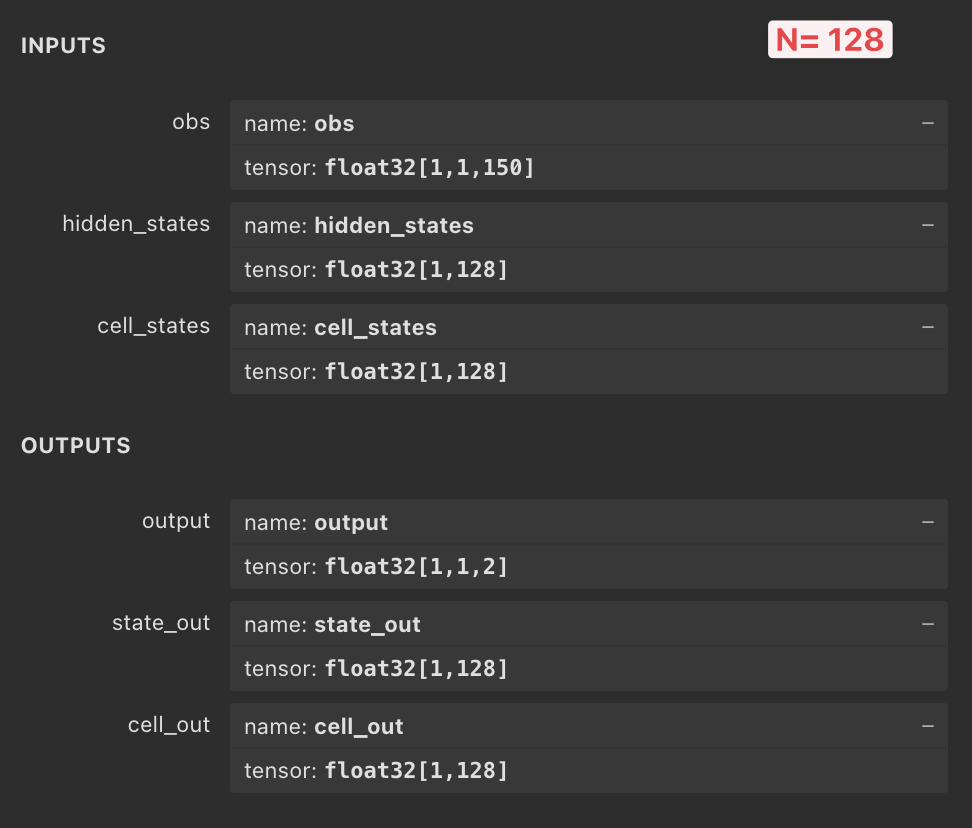 INPUTS
N= 128
obs
name: obs
–
tensor: float32[1,1,150]
hidden_states
name: hidden_states
–
tensor: float32[1,128]
cell_states
name: cell_states
–
tensor: float32[1,128]
OUTPUTS
output
name: output
–
tensor: float32[1,1,2]
state_out
name: state_out
–
tensor: float32[1,128]
cell_out
name: cell_out
–
tensor: float32[1,128]